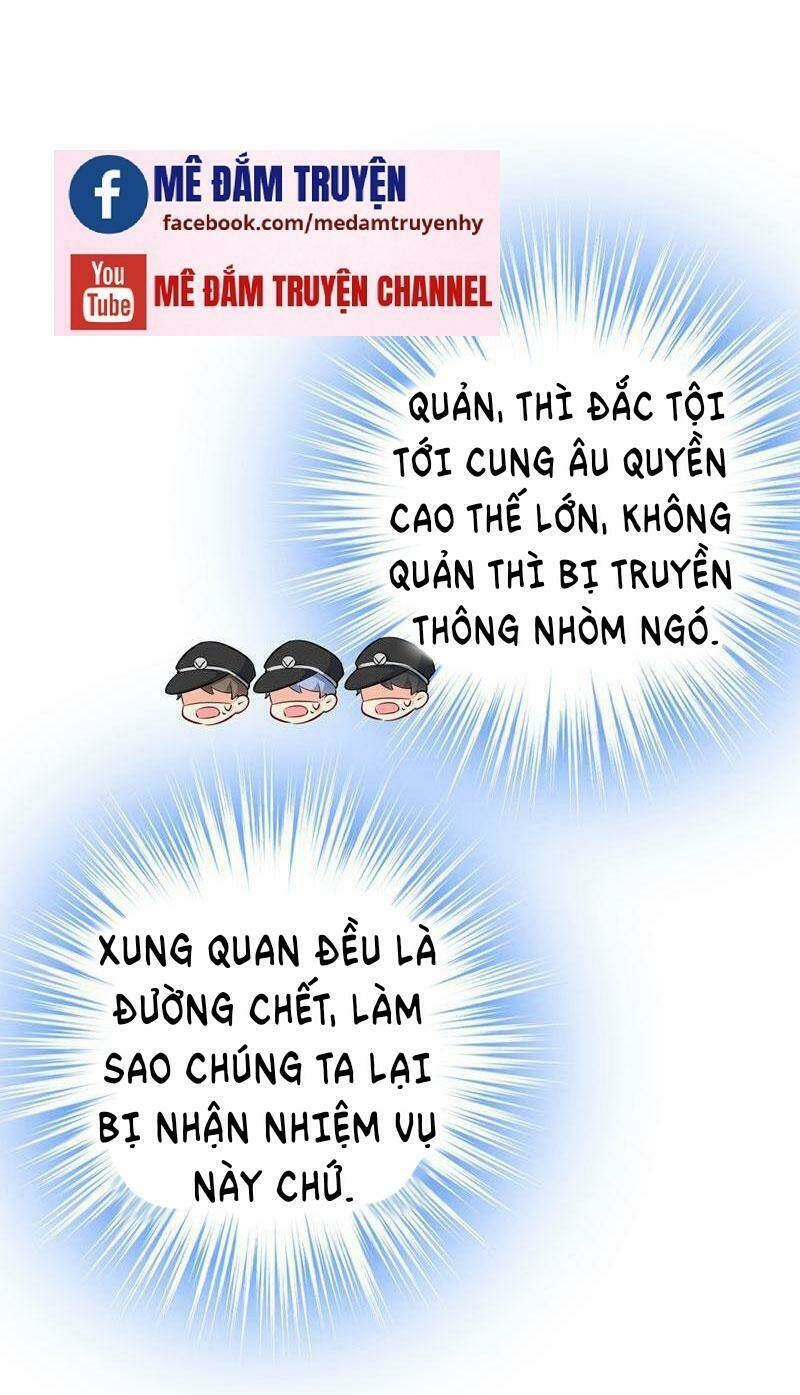 MÊ ĐẮM TRUYỆN
facebook.com/medamtruyenhy
You
Tube
MÊ ĐẮM TRUYỆN CHANNEL
QUẢN, THÌ ĐẮC TỘI
TỚI CUNG ÂU QUYỀN
CAO THẾ LỚN, KHÔNG
QUẢN THÌ BỊ TRUYỀN
THÔNG NHÒM NGÓ.
XUNG QUAN ĐỀU LÀ
ĐƯỜNG CHẾT, LÀM
SAO CHÚNG TA LẠI
BỊ NHẬN NHIỆM VỤ
NÀY CHỨ.